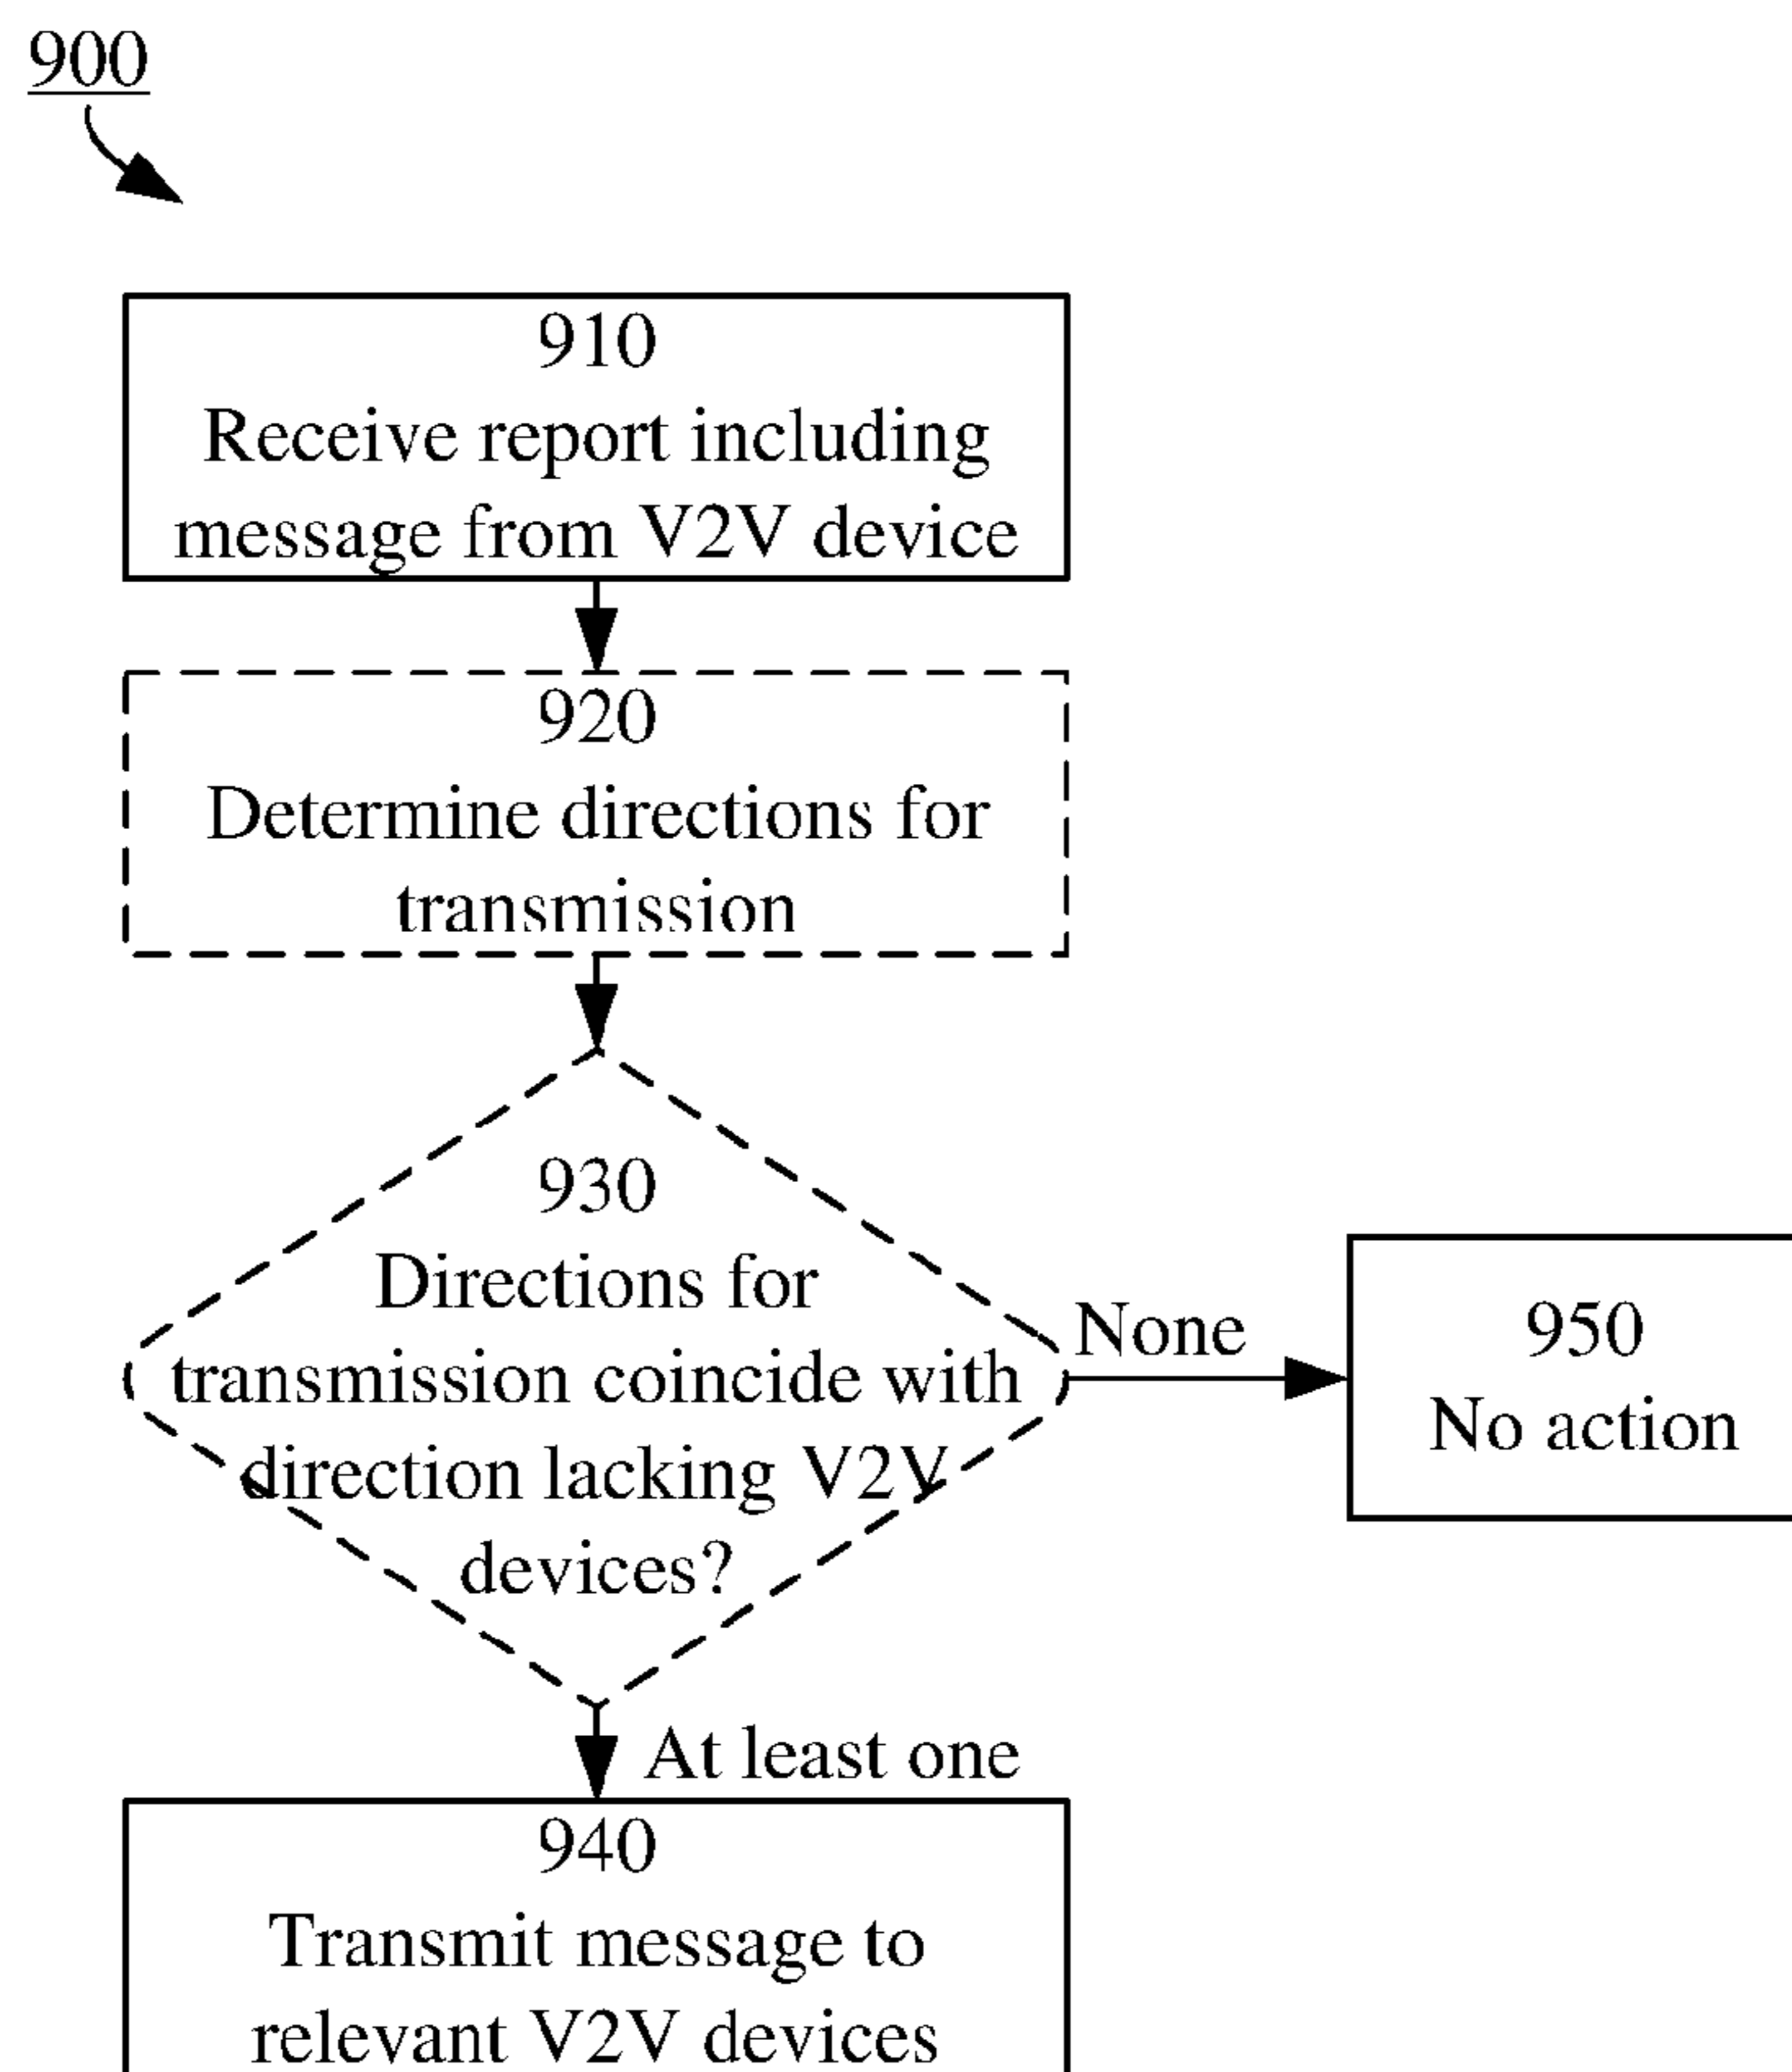 900
910
Receive report including
message from V2V device
920
Determine directions for
transmission
930
Directions for
transmission coincide with
direction lacking V2V
devices?
None
950
No action
At least one
940
Transmit message to
relevant V2V devices